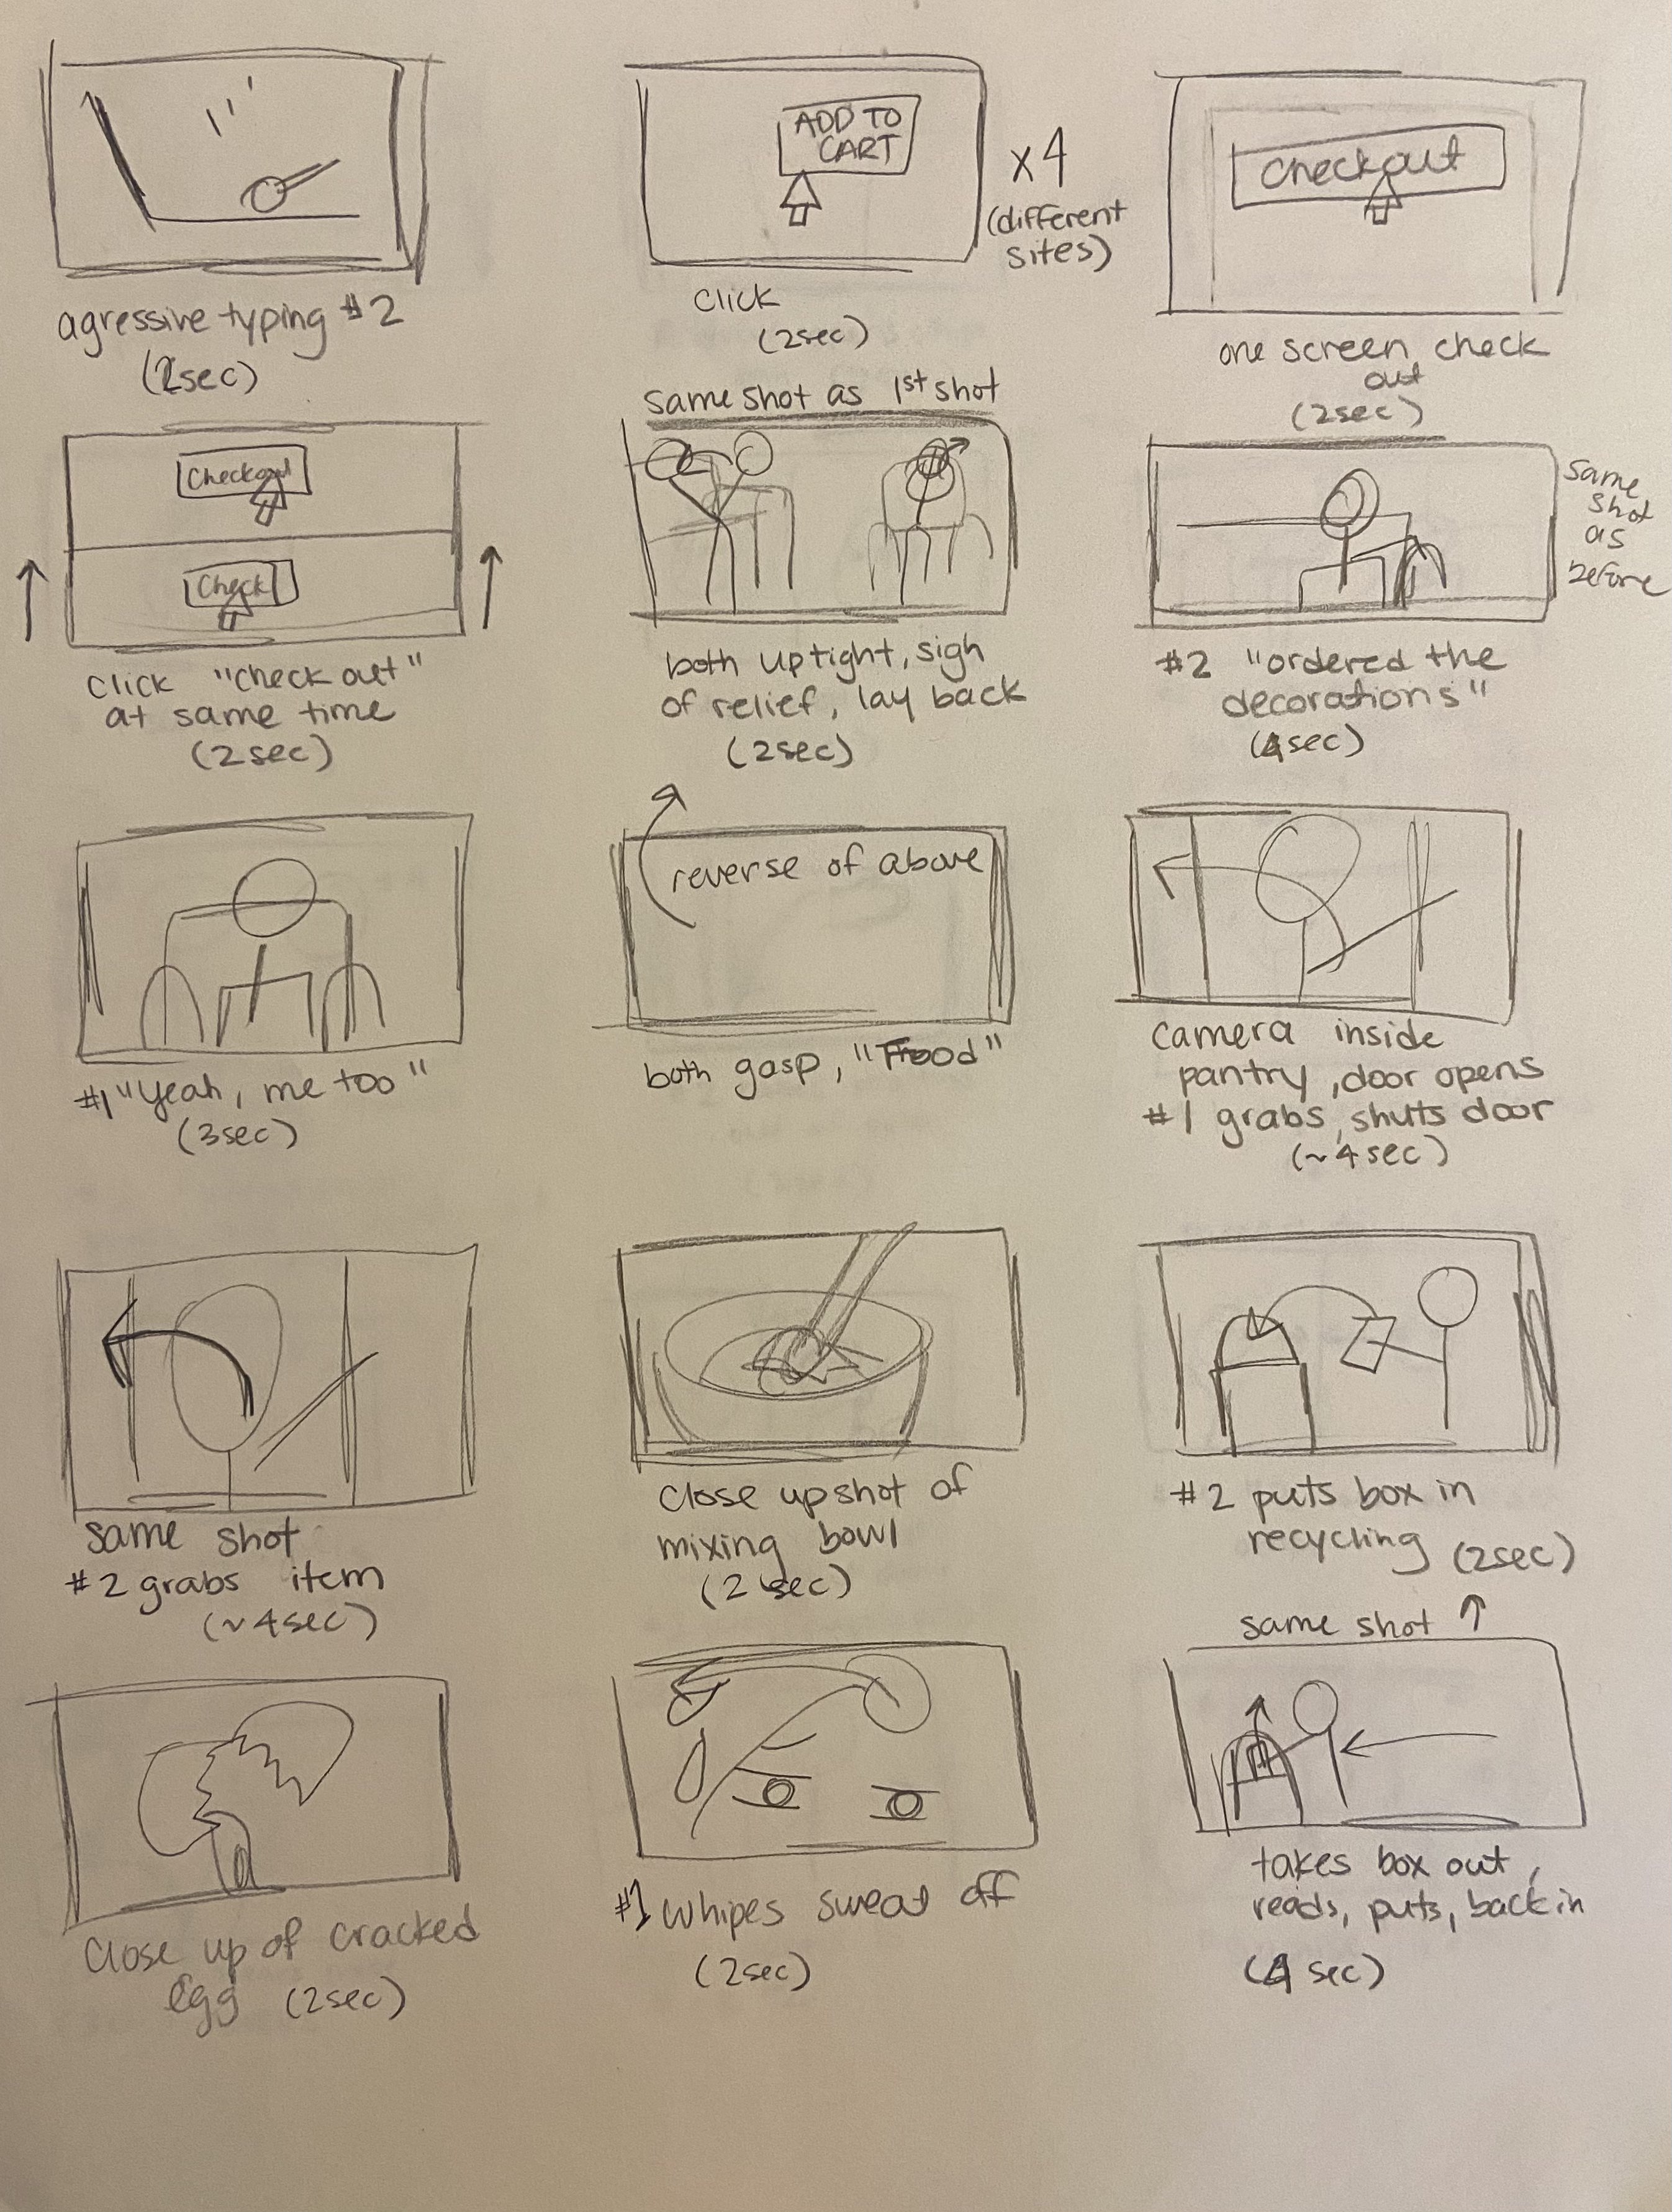 agressive typing #2
(2sec)
ADD TO
CART
x4
(different
sites)
click
(2sec)
checkout
one screen check
out
(2sec)
Checkout
Check
click "check out"
at same time
(2sec)
same shot as 1st shot
both uptight, sigh
of relief, lay back
(2sec)
same
shot
as
before
#2 "ordered the
decorations"
(4sec)
#1 "yeah, me too"
(3sec)
reverse of above
both gasp, "Food"
camera inside
pantry, door opens
#1 grabs, shuts door
(~4sec)
same shot
#2 grabs item
(~4sec)
close up shot of
mixing bowl
(2 sec)
#2 puts box in
recycling (2sec)
close up of cracked
egg (2sec)
#1 whipes sweat off
(2sec)
same shot ↑
takes box out,
reads, puts, back in
(4 sec)